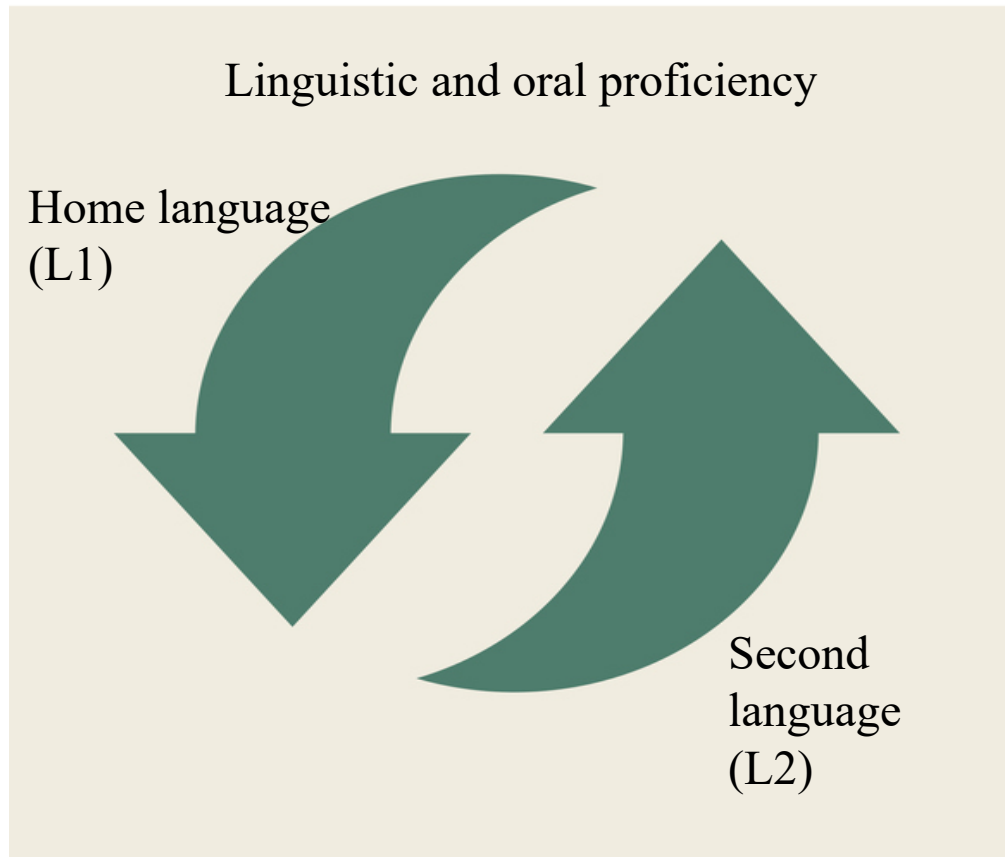 Linguistic and oral proficiency
Home language
(L1)
Second
language
(L2)